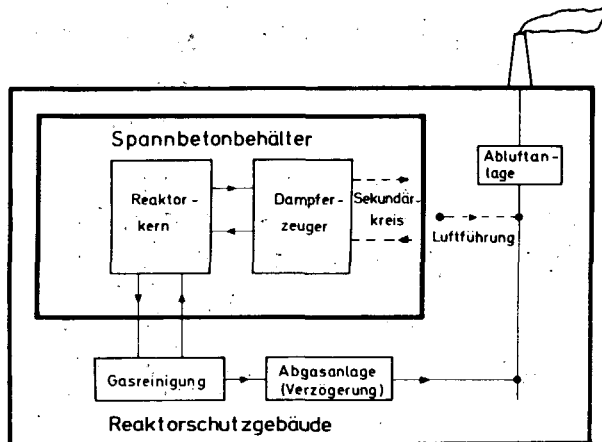 Spannbetonbehälter
Reaktor-
kern
Dampfer-
zeuger
Sekundär-
kreis
Abluftan-
lage
Luftführung
Gasreinigung
Abgasanlage
(Verzögerung)
Reaktorschutzgebäude